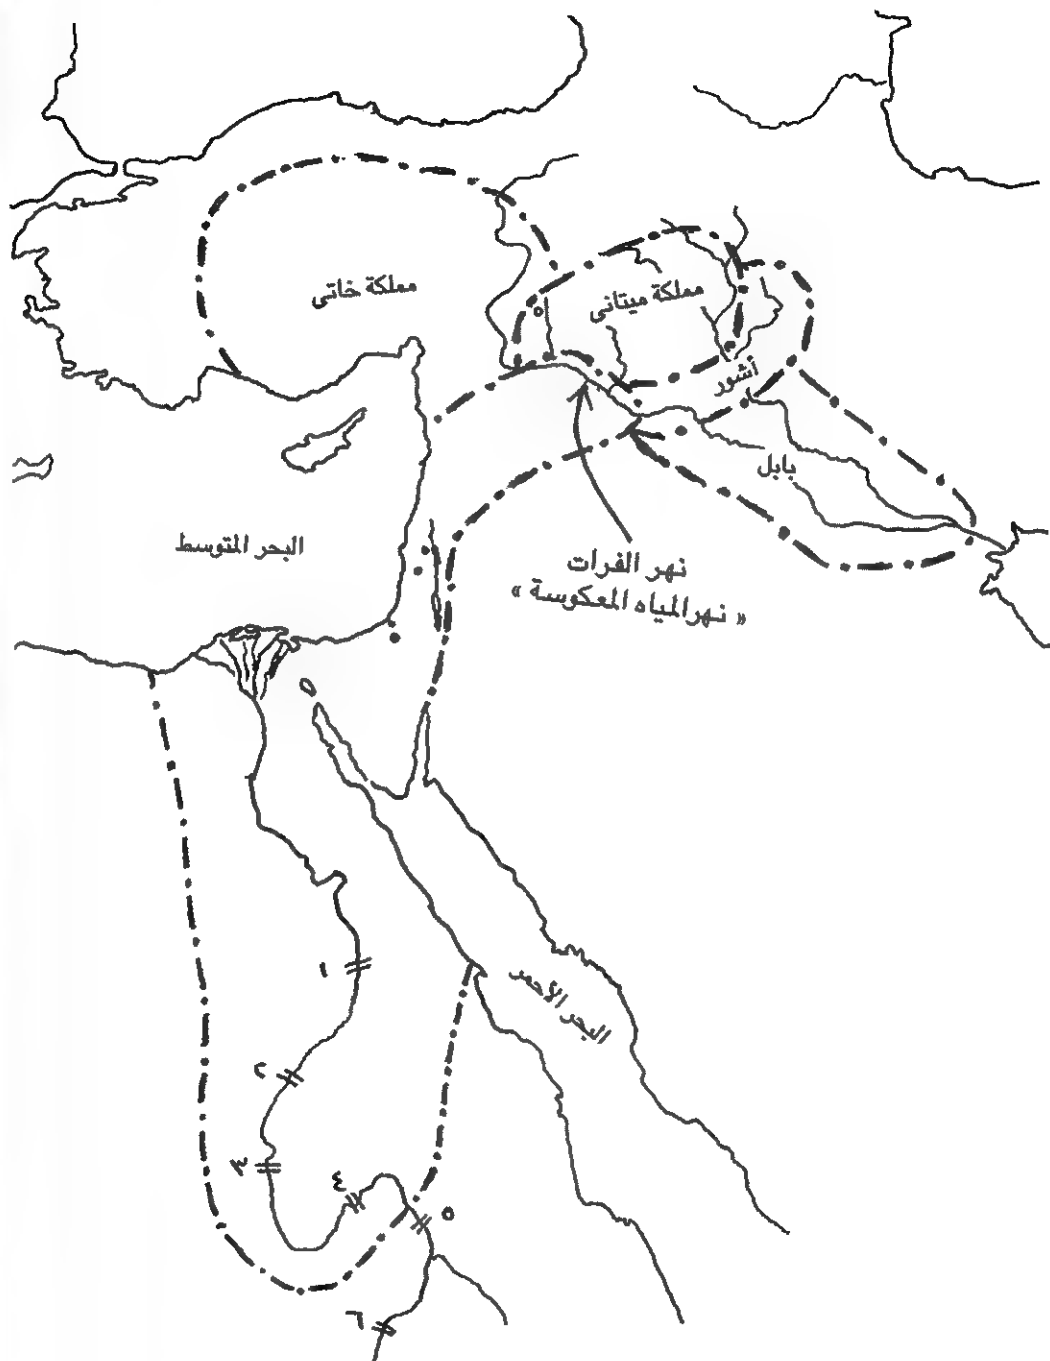 مملكة خاتى
مملكة ميتانى
أشور
بابل
البحر المتوسط
نهر الفرات
« نهر المياه المعكوسة »
البحر الأحمر
١
٢
٣
٤
٥
٦